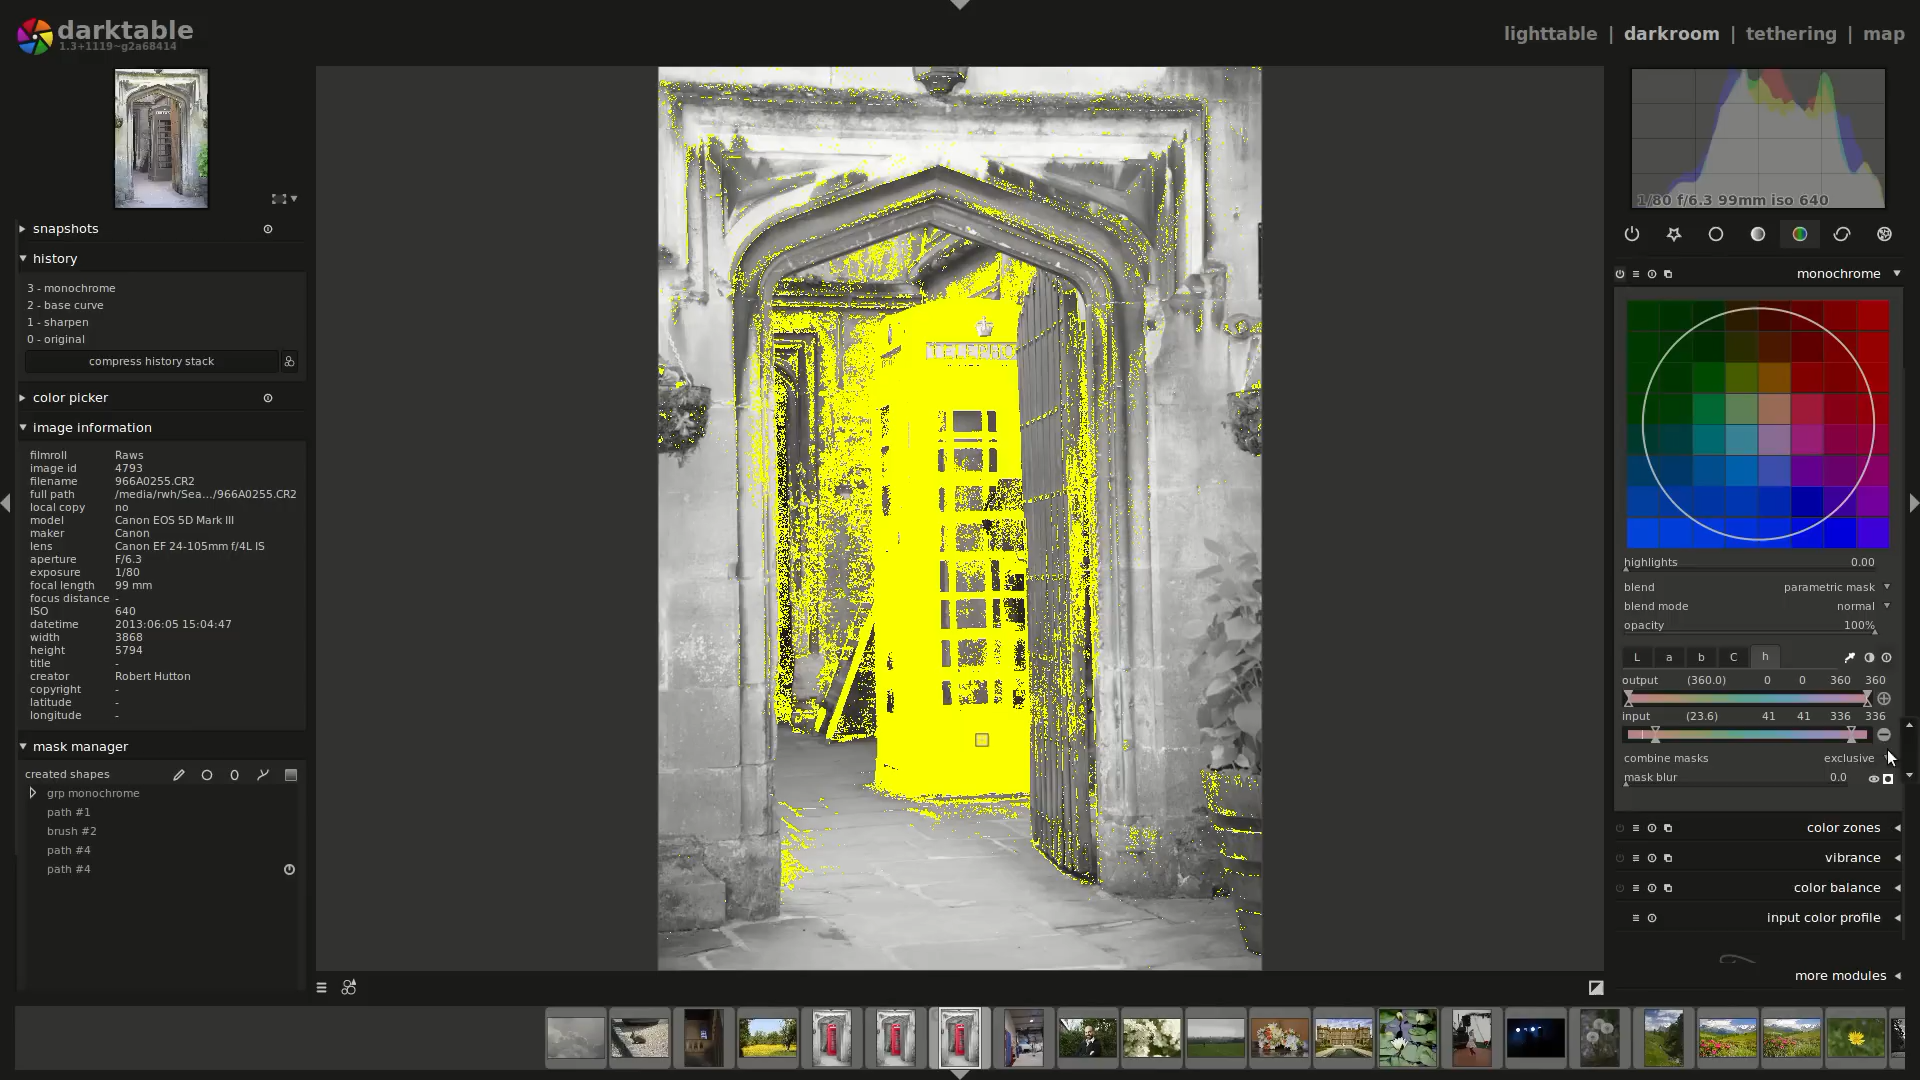 darktable
1.3+1119~g2a68414
lighttable | darkroom | tethering | map
snapshots
history
3 - monochrome
2 - base curve
1 - sharpen
0 - original
compress history stack
color picker
image information
filmroll Raws
image id 4793
filename 966A0255.CR2
full path /media/rwh/Sea.../966A0255.CR2
local copy no
model Canon EOS 5D Mark III
maker Canon
lens Canon EF 24-105mm f/4L IS
aperture F/6.3
exposure 1/80
focal length 99 mm
focus distance -
ISO 640
datetime 2013:06:05 15:04:47
width 3868
height 5794
title -
creator Robert Hutton
copyright -
latitude -
longitude -
mask manager
created shapes
grp monochrome
path #1
brush #2
path #4
path #4
TELEPHO
1/80 f/6.3 99mm iso 640
monochrome
highlights 0.00
blend parametric mask
blend mode normal
opacity 100%
L a b C h
output (360.0) 0 0 360 360
input (23.6) 41 41 336 336
combine masks exclusive
mask blur 0.0
color zones
vibrance
color balance
input color profile
more modules